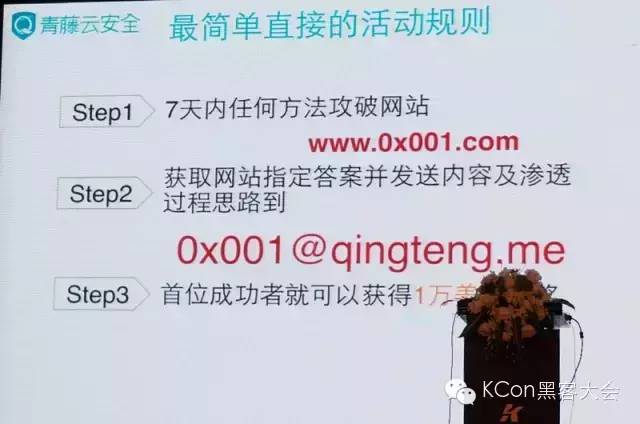 青藤云安全
最简单直接的活动规则
Step1
7天内任何方法攻破网站
www.0x001.com
Step2
获取网站指定答案并发送内容及渗透
过程思路到
0x001@qingteng.me
Step3
首位成功者就可以获得1万美
KCon黑客大会
K